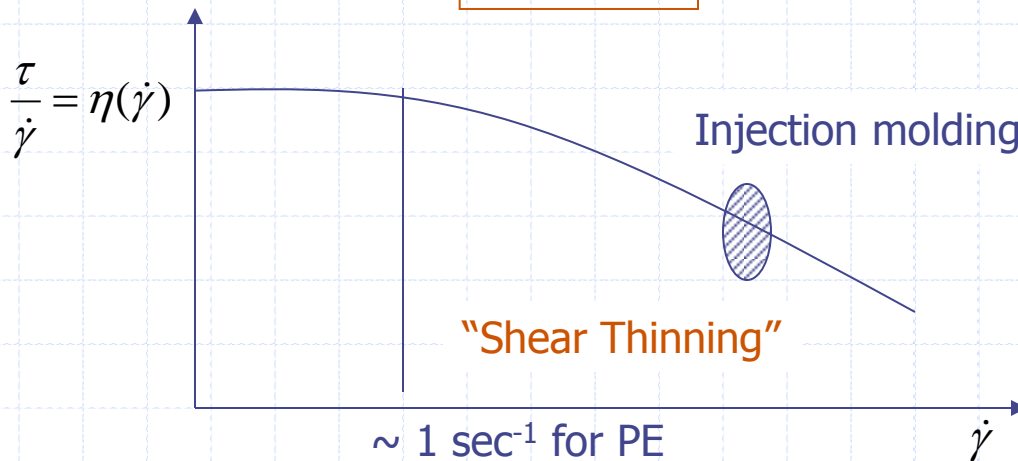 τ/γ̇ = η(γ̇)
Injection molding
“Shear Thinning”
~ 1 sec⁻¹ for PE
γ̇